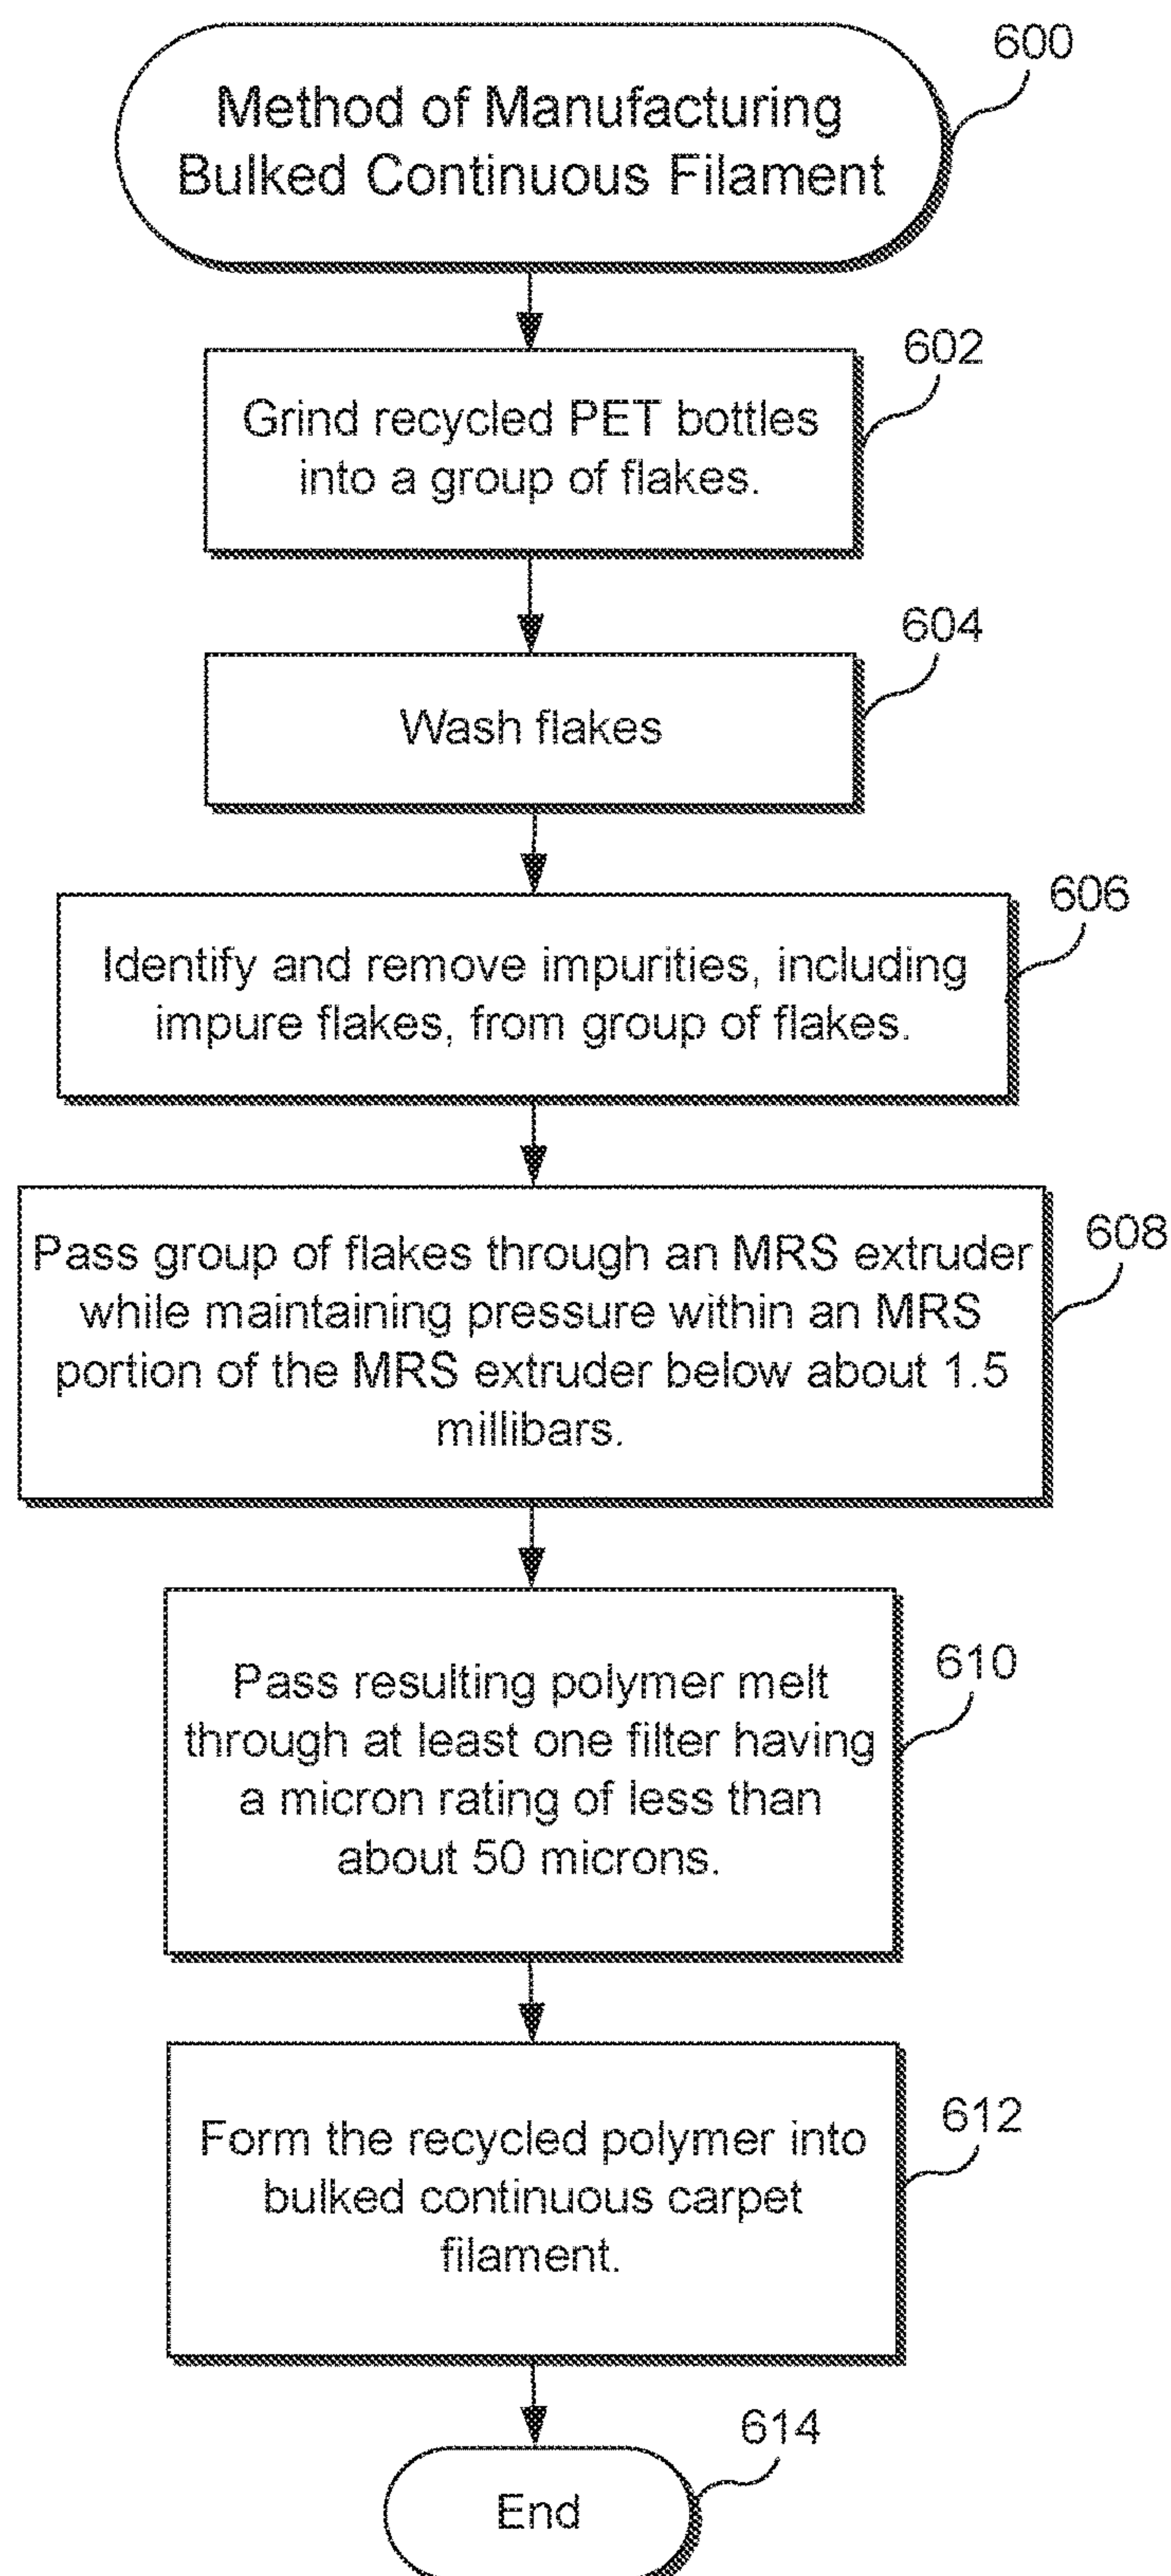 600
Method of Manufacturing
Bulked Continuous Filament
602
Grind recycled PET bottles
into a group of flakes.
604
Wash flakes
606
Identify and remove impurities, including
impure flakes, from group of flakes.
608
Pass group of flakes through an MRS extruder
while maintaining pressure within an MRS
portion of the MRS extruder below about 1.5
millibars.
610
Pass resulting polymer melt
through at least one filter having
a micron rating of less than
about 50 microns.
612
Form the recycled polymer into
bulked continuous carpet
filament.
614
End